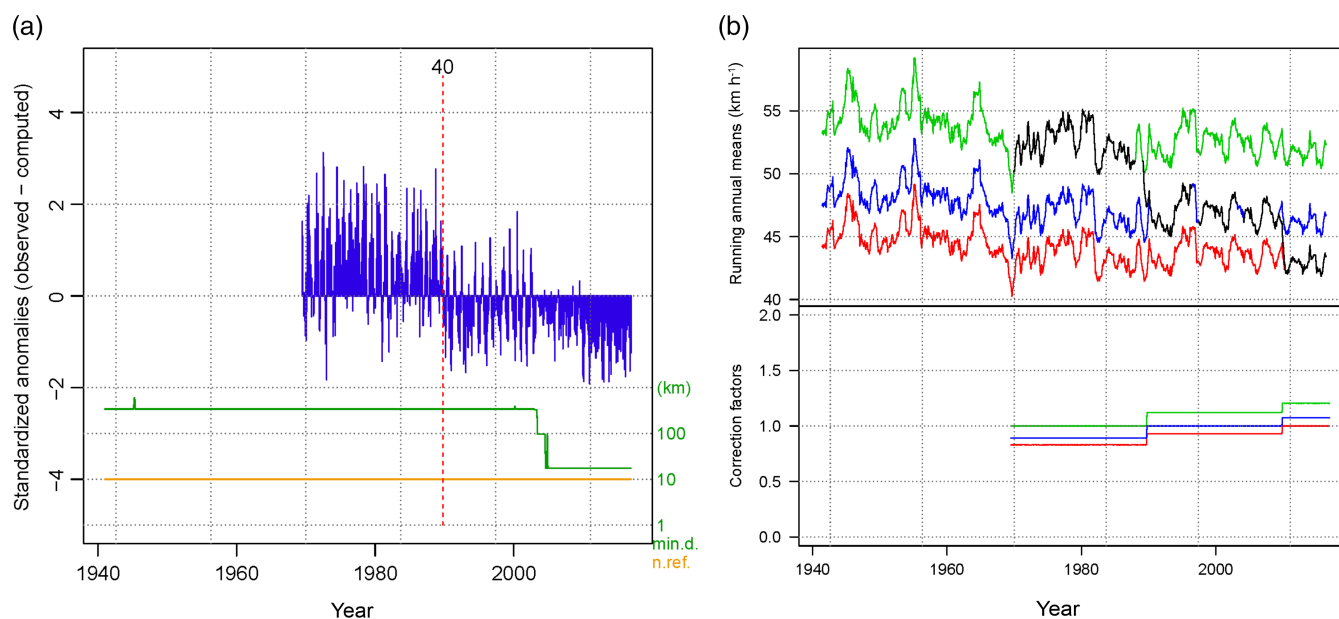 (a)
40
Standardized anomalies (observed − computed)
4
2
0
−2
−4
(km)
100
10
1
min.d.
n.ref.
1940 1960 1980 2000
Year
(b)
Running annual means (km h⁻¹)
55
50
45
40
Correction factors
2.0
1.5
1.0
0.5
0.0
1940 1960 1980 2000
Year